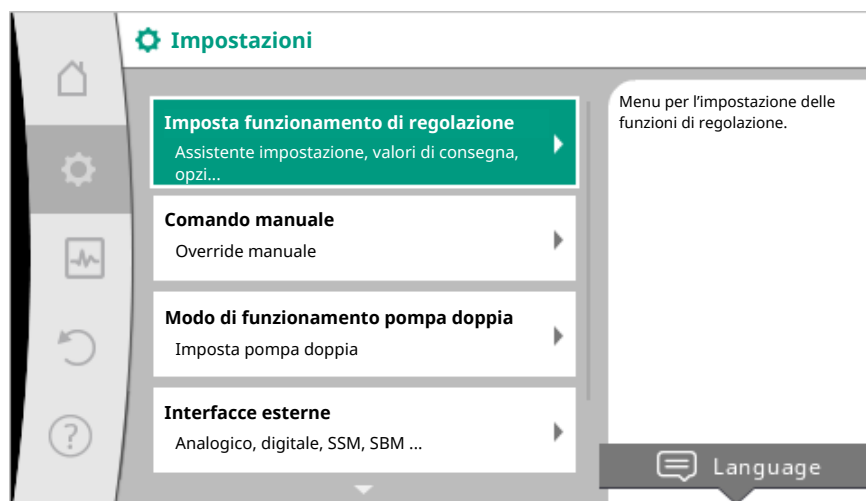 Impostazioni
Imposta funzionamento di regolazione
Assistente impostazione, valori di consegna,
opzi...
Comando manuale
Override manuale
Modo di funzionamento pompa doppia
Imposta pompa doppia
Interfacce esterne
Analogico, digitale, SSM, SBM ...
Menu per l’impostazione delle
funzioni di regolazione.
?
Language